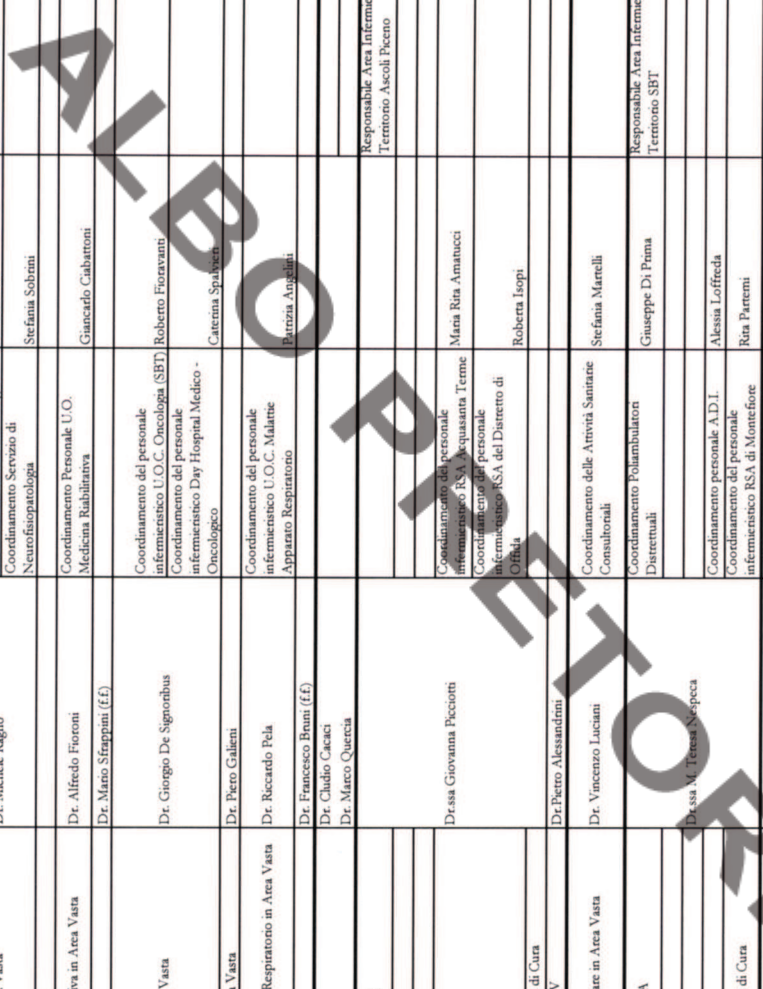 Vasta
Coordinamento Servizio di
Neurofisiopatologia
Stefania Sobrini
iva in Area Vasta
Dr. Alfredo Fioroni
Coordinamento Personale U.O.
Medicina Riabilitativa
Giancarlo Ciabattoni
Dr. Mario Sfrappini (f.f.)
Vasta
Dr. Giorgio De Signoribus
Coordinamento del personale
infermieristico U.O.C. Oncologia (SBT)
Roberto Fioravanti
Coordinamento del personale
infermieristico Day Hospital Medico -
Oncologico
Caterina Spalvieri
a Vasta
Dr. Piero Galieni
Respiratorio in Area Vasta
Dr. Riccardo Pela
Coordinamento del personale
infermieristico U.O.C. Malattie
Apparato Respiratorio
Patrizia Angelini
Dr. Francesco Bruni (f.f.)
Dr. Cludio Cacaci
Dr. Marco Quercia
Responsabile Area Infermie
Territorio Ascoli Piceno
Dr.ssa Giovanna Picciotti
Coordinamento del personale
infermieristico RSA Acquasanta Terme
Maria Rita Amatucci
Coordinamento del personale
infermieristico RSA del Distretto di
Offida
Roberta Isopi
di Cura
V
Dr.Pietro Alessandrini
are in Area Vasta
Dr. Vincenzo Luciani
Coordinamento delle Attività Sanitarie
Consultoriali
Stefania Martelli
A
Coordinamento Poliambulatori
Distrettuali
Giuseppe Di Prima
Responsabile Area Infermie
Territorio SBT
Dr.ssa M. Teresa Nespeca
Coordinamento personale A.D.I.
Alessia Loffreda
di Cura
Coordinamento del personale
infermieristico RSA di Montefiore
Rita Partemi
ALBO PRETOR